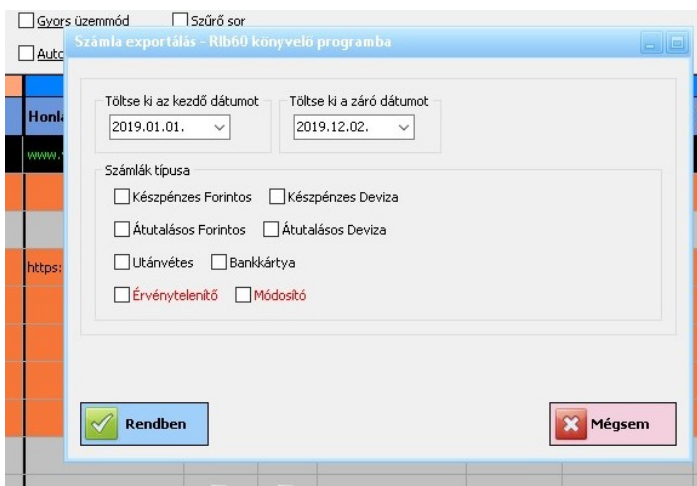 Gyors üzemmód Szűrő sor
Auto
Számla exportálás - Rlb60 könyvelő programba
Töltse ki az kezdő dátumot Töltse ki a záró dátumot
2019.01.01. 2019.12.02.
Honla
www.
Számlák típusa
Készpénzes Forintos Készpénzes Deviza
Átutalásos Forintos Átutalásos Deviza
https:
Utánvétes Bankkártya
Érvénytelenítő Módosító
Rendben Mégsem